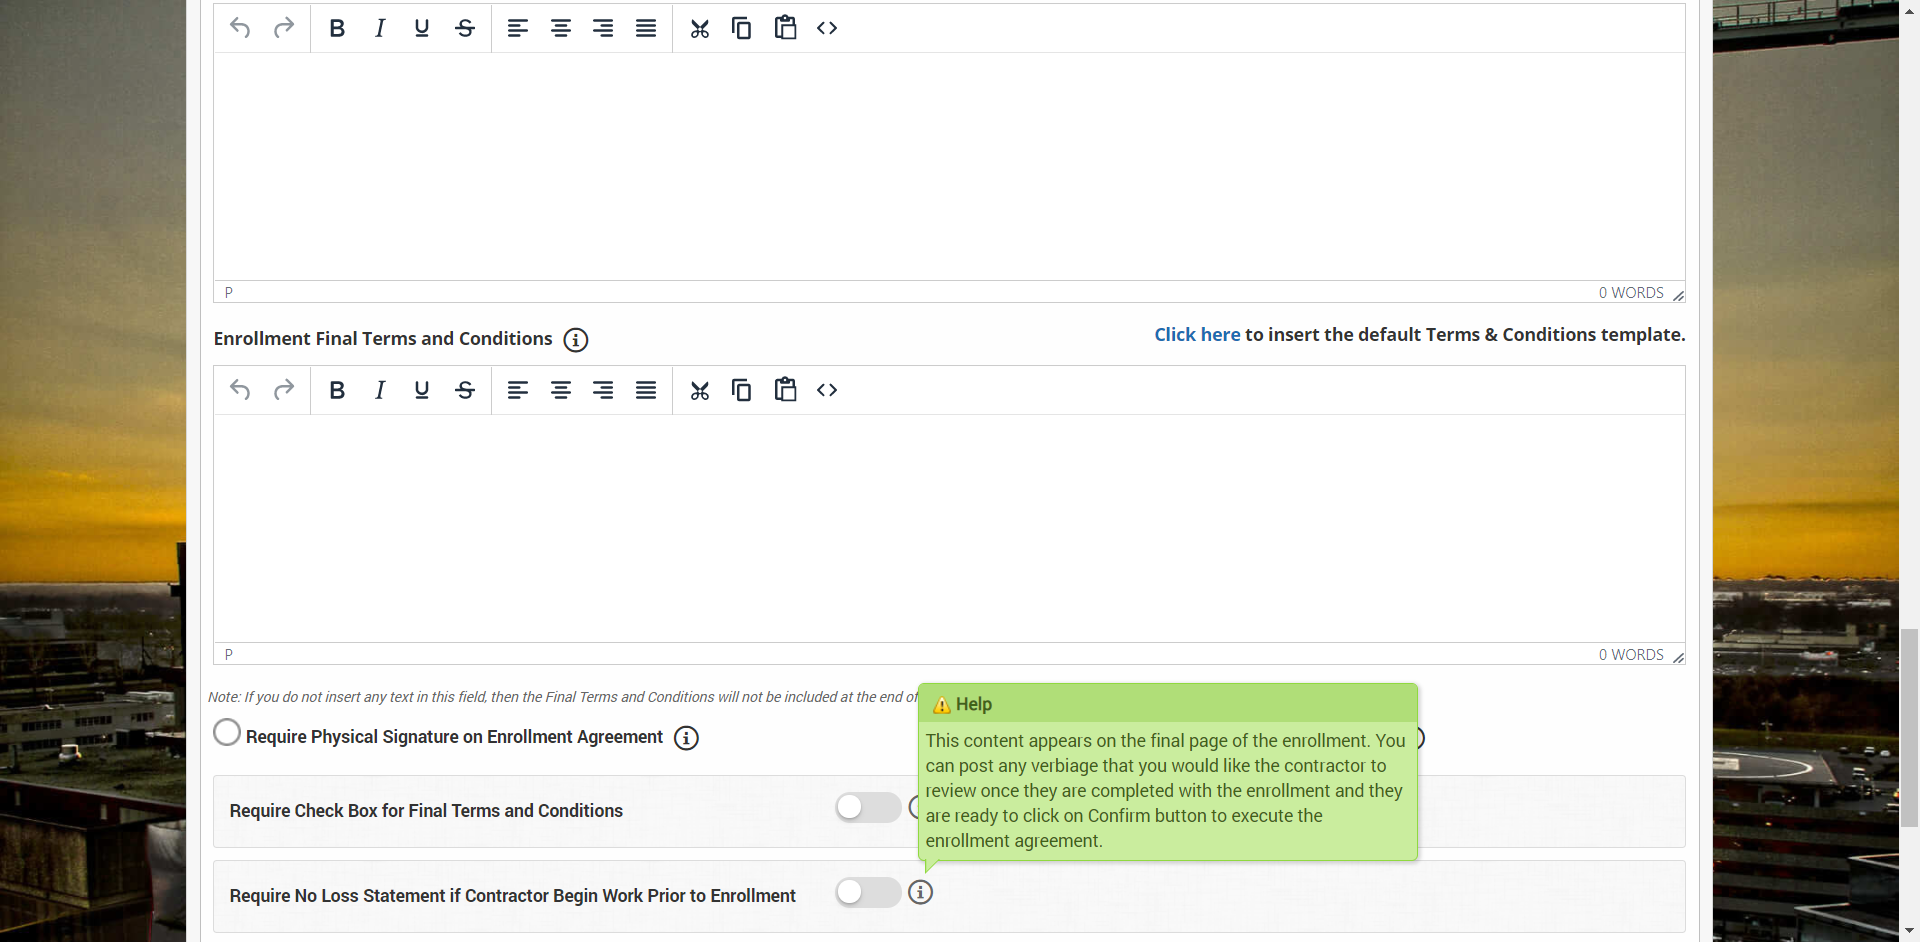 P
0 WORDS
Enrollment Final Terms and Conditions
Click here to insert the default Terms & Conditions template.
P
0 WORDS
Note: If you do not insert any text in this field, then the Final Terms and Conditions will not be included at the end of
Require Physical Signature on Enrollment Agreement
Help
This content appears on the final page of the enrollment. You
can post any verbiage that you would like the contractor to
review once they are completed with the enrollment and they
are ready to click on Confirm button to execute the
enrollment agreement.
Require Check Box for Final Terms and Conditions
Require No Loss Statement if Contractor Begin Work Prior to Enrollment